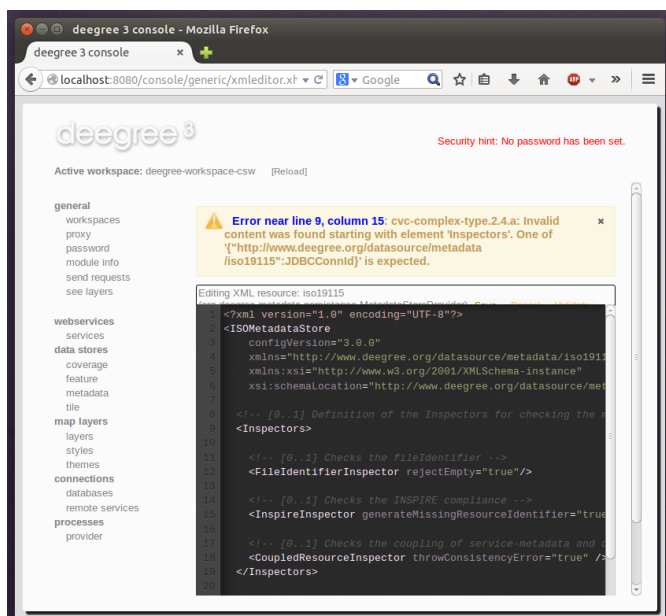 deegree 3 console - Mozilla Firefox
deegree 3 console
localhost:8080/console/generic/xmleditor.xh
Google
deegree 3
Security hint: No password has been set.
Active workspace: deegree-workspace-csw [Reload]
general
workspaces
proxy
password
module info
send requests
see layers
webservices
services
data stores
coverage
feature
metadata
tile
map layers
layers
styles
themes
connections
databases
remote services
processes
provider
Error near line 9, column 15: cvc-complex-type.2.4.a: Invalid
content was found starting with element 'Inspectors'. One of
'{"http://www.deegree.org/datasource/metadata
/iso19115":JDBCConnId}' is expected.
Editing XML resource: iso19115
1 <?xml version="1.0" encoding="UTF-8"?>
2 <ISOMetadataStore
3 configVersion="3.0.0"
4 xmlns="http://www.deegree.org/datasource/metadata/iso1911
5 xmlns:xsi="http://www.w3.org/2001/XMLSchema-instance"
6 xsi:schemaLocation="http://www.deegree.org/datasource/met
7
8 <!-- [0..1] Definition of the Inspectors for checking the m
9 <Inspectors>
10
11 <!-- [0..1] Checks the fileIdentifier -->
12 <FileIdentifierInspector rejectEmpty="true"/>
13
14 <!-- [0..1] Checks the INSPIRE compliance -->
15 <InspireInspector generateMissingResourceIdentifier="true
16
17 <!-- [0..1] Checks the coupling of service-metadata and d
18 <CoupledResourceInspector throwConsistencyError="true" />
19 </Inspectors>
20